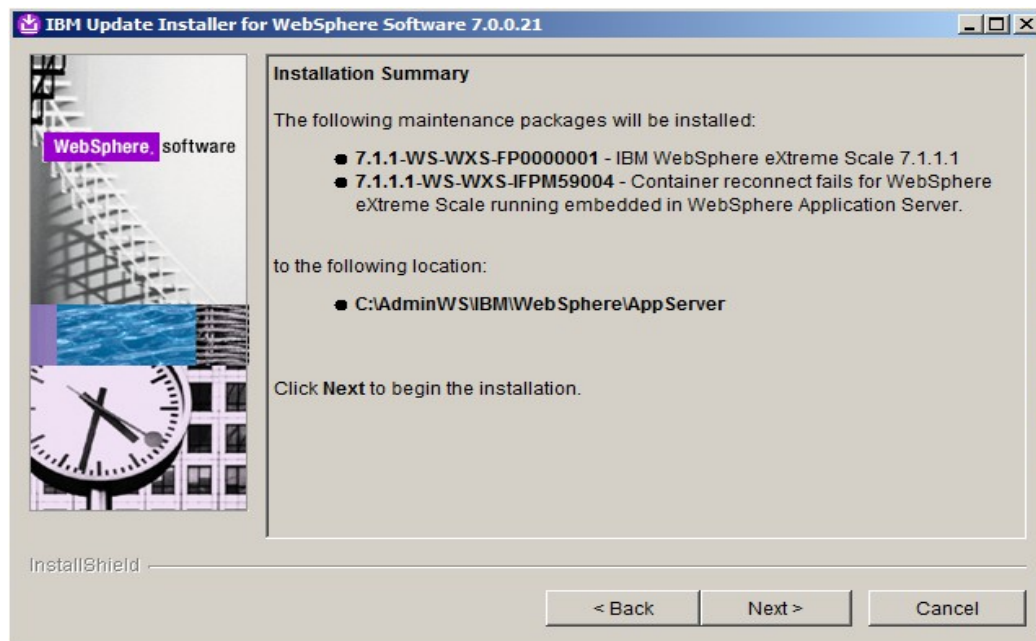 IBM Update Installer for WebSphere Software 7.0.0.21
WebSphere. software
Installation Summary
The following maintenance packages will be installed:
● 7.1.1-WS-WXS-FP0000001 - IBM WebSphere eXtreme Scale 7.1.1.1
● 7.1.1.1-WS-WXS-IFPM59004 - Container reconnect fails for WebSphere
eXtreme Scale running embedded in WebSphere Application Server.
to the following location:
● C:\AdminWS\IBM\WebSphere\AppServer
Click Next to begin the installation.
InstallShield
< Back
Next >
Cancel